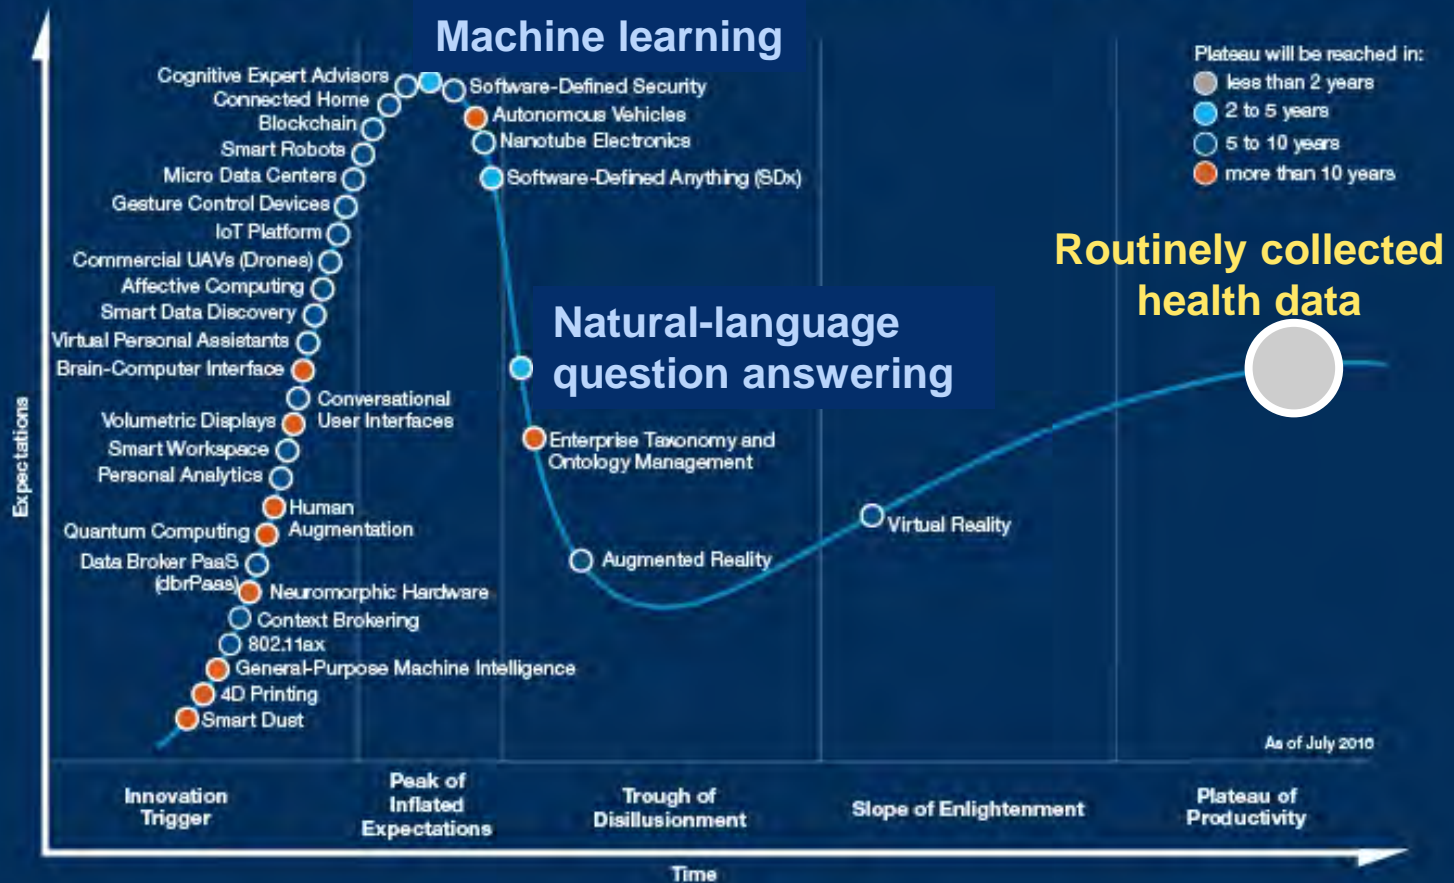 Machine learning
Cognitive Expert Advisors
Connected Home
Blockchain
Smart Robots
Micro Data Centers
Gesture Control Devices
IoT Platform
Commercial UAVs (Drones)
Affective Computing
Smart Data Discovery
Virtual Personal Assistants
Brain-Computer Interface
Conversational
User Interfaces
Volumetric Displays
Smart Workspace
Personal Analytics
Human
Augmentation
Quantum Computing
Data Broker PaaS
(dbrPaas)
Neuromorphic Hardware
Context Brokering
802.11ax
General-Purpose Machine Intelligence
4D Printing
Smart Dust
Software-Defined Security
Autonomous Vehicles
Nanotube Electronics
Software-Defined Anything (SDx)
Natural-language
question answering
Enterprise Taxonomy and
Ontology Management
Augmented Reality
Virtual Reality
Plateau will be reached in:
less than 2 years
2 to 5 years
5 to 10 years
more than 10 years
Routinely collected
health data
As of July 2016
Expectations
Innovation
Trigger
Peak of
Inflated
Expectations
Trough of
Disillusionment
Slope of Enlightenment
Plateau of
Productivity
Time